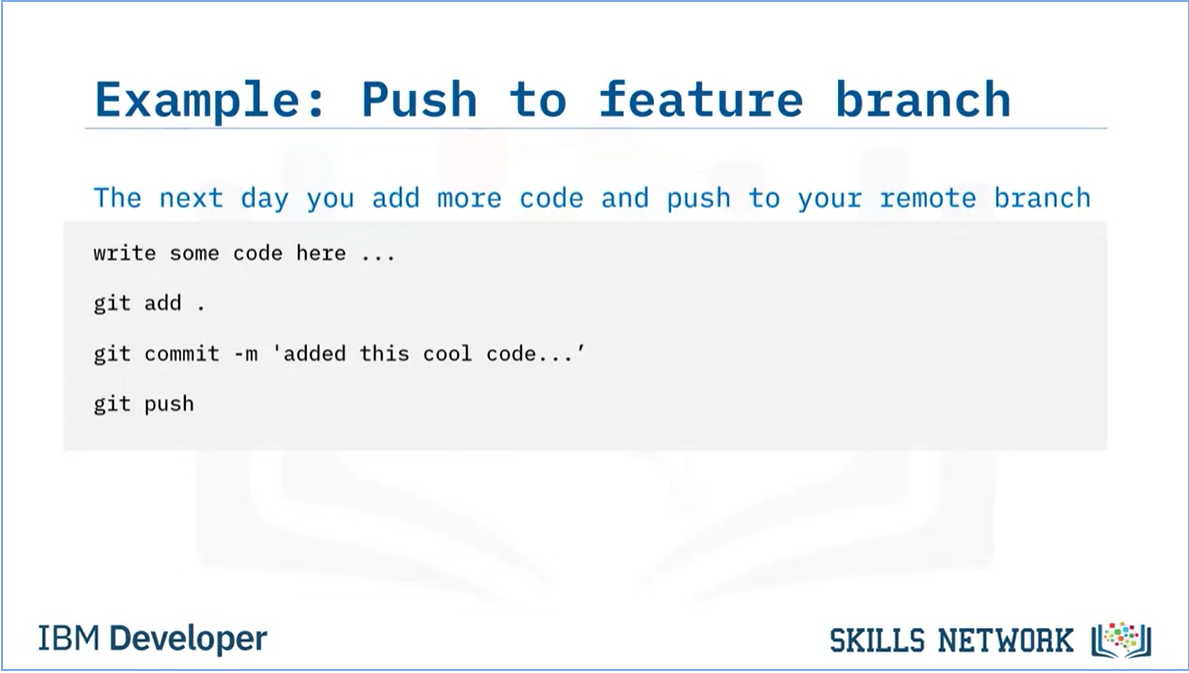 Example: Push to feature branch
The next day you add more code and push to your remote branch
write some code here ...
git add .
git commit -m 'added this cool code...’
git push
IBM Developer
SKILLS NETWORK